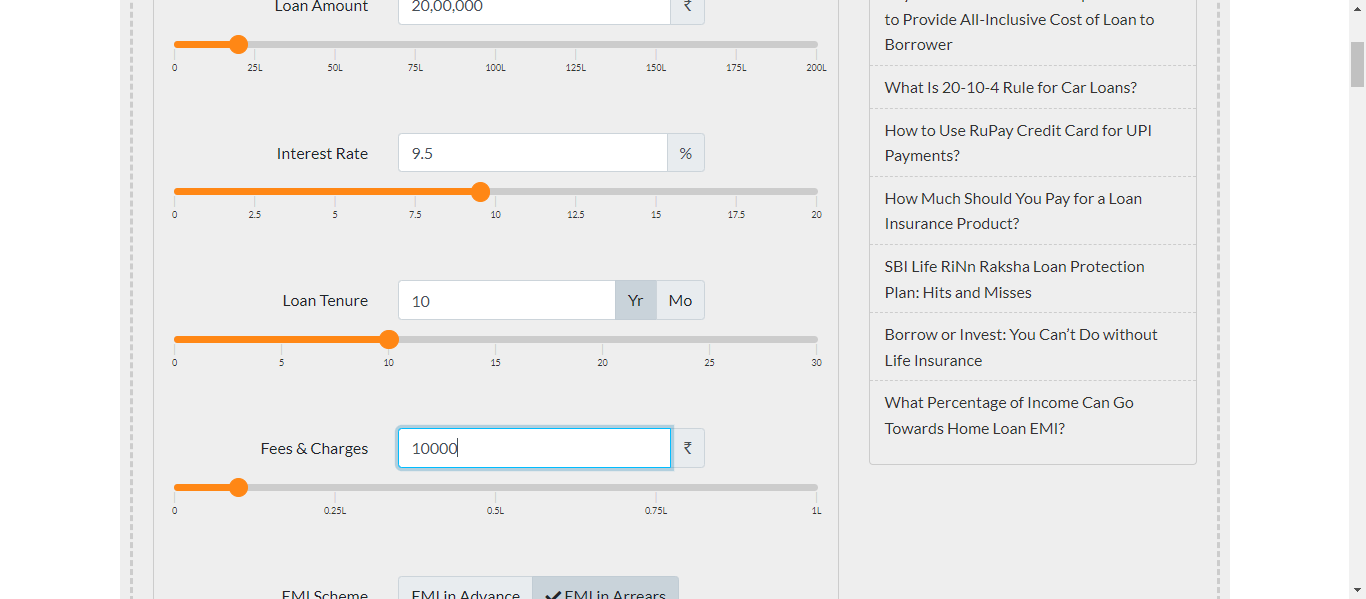 Loan Amount 20,00,000 ₹
0 25L 50L 75L 100L 125L 150L 175L 200L
Interest Rate 9.5 %
0 2.5 5 7.5 10 12.5 15 17.5 20
Loan Tenure 10 Yr Mo
0 5 10 15 20 25 30
Fees & Charges 10000 ₹
0 0.25L 0.5L 0.75L 1L
EMI Scheme EMI in Advance EMI in Arrears
to Provide All-Inclusive Cost of Loan to
Borrower
What Is 20-10-4 Rule for Car Loans?
How to Use RuPay Credit Card for UPI
Payments?
How Much Should You Pay for a Loan
Insurance Product?
SBI Life RiNn Raksha Loan Protection
Plan: Hits and Misses
Borrow or Invest: You Can’t Do without
Life Insurance
What Percentage of Income Can Go
Towards Home Loan EMI?